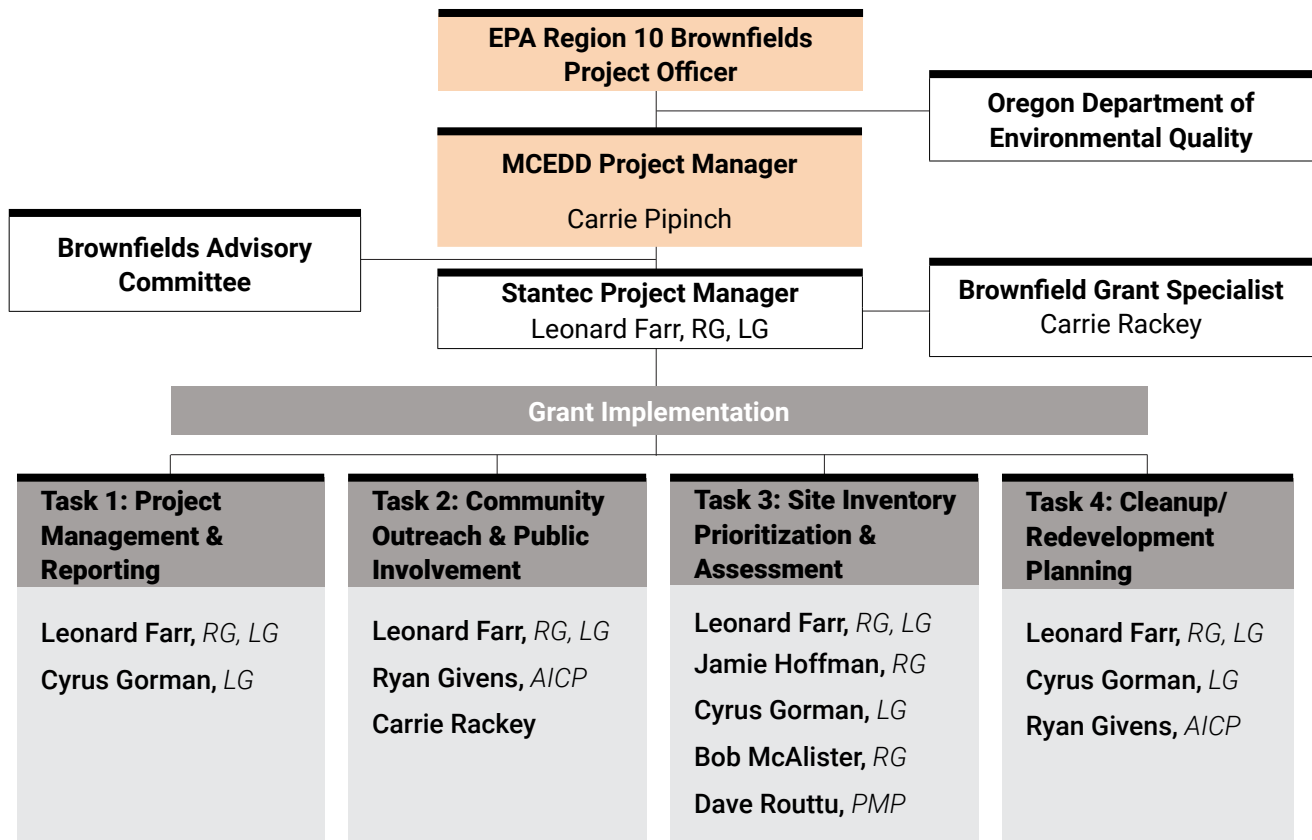 EPA Region 10 Brownfields
Project Officer
Oregon Department of
Environmental Quality
MCEDD Project Manager
Carrie Pipinch
Brownfields Advisory
Committee
Stantec Project Manager
Leonard Farr, RG, LG
Brownfield Grant Specialist
Carrie Rackey
Grant Implementation
Task 1: Project
Management &
Reporting
Leonard Farr, RG, LG
Cyrus Gorman, LG
Task 2: Community
Outreach & Public
Involvement
Leonard Farr, RG, LG
Ryan Givens, AICP
Carrie Rackey
Task 3: Site Inventory
Prioritization &
Assessment
Leonard Farr, RG, LG
Jamie Hoffman, RG
Cyrus Gorman, LG
Bob McAlister, RG
Dave Routtu, PMP
Task 4: Cleanup/
Redevelopment
Planning
Leonard Farr, RG, LG
Cyrus Gorman, LG
Ryan Givens, AICP